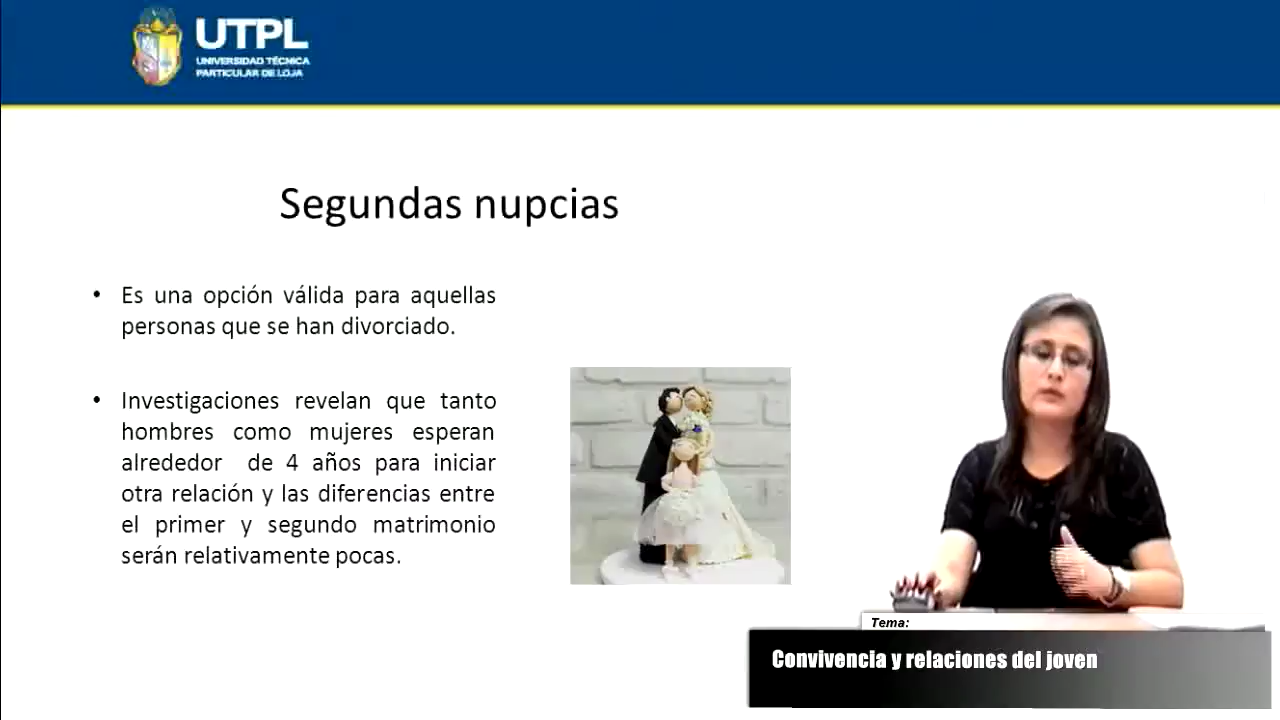 UTPL
UNIVERSIDAD TÉCNICA
PARTICULAR DE LOJA
Segundas nupcias
• Es una opción válida para aquellas
personas que se han divorciado.
• Investigaciones revelan que tanto
hombres como mujeres esperan
alrededor de 4 años para iniciar
otra relación y las diferencias entre
el primer y segundo matrimonio
serán relativamente pocas.
Tema:
Convivencia y relaciones del joven